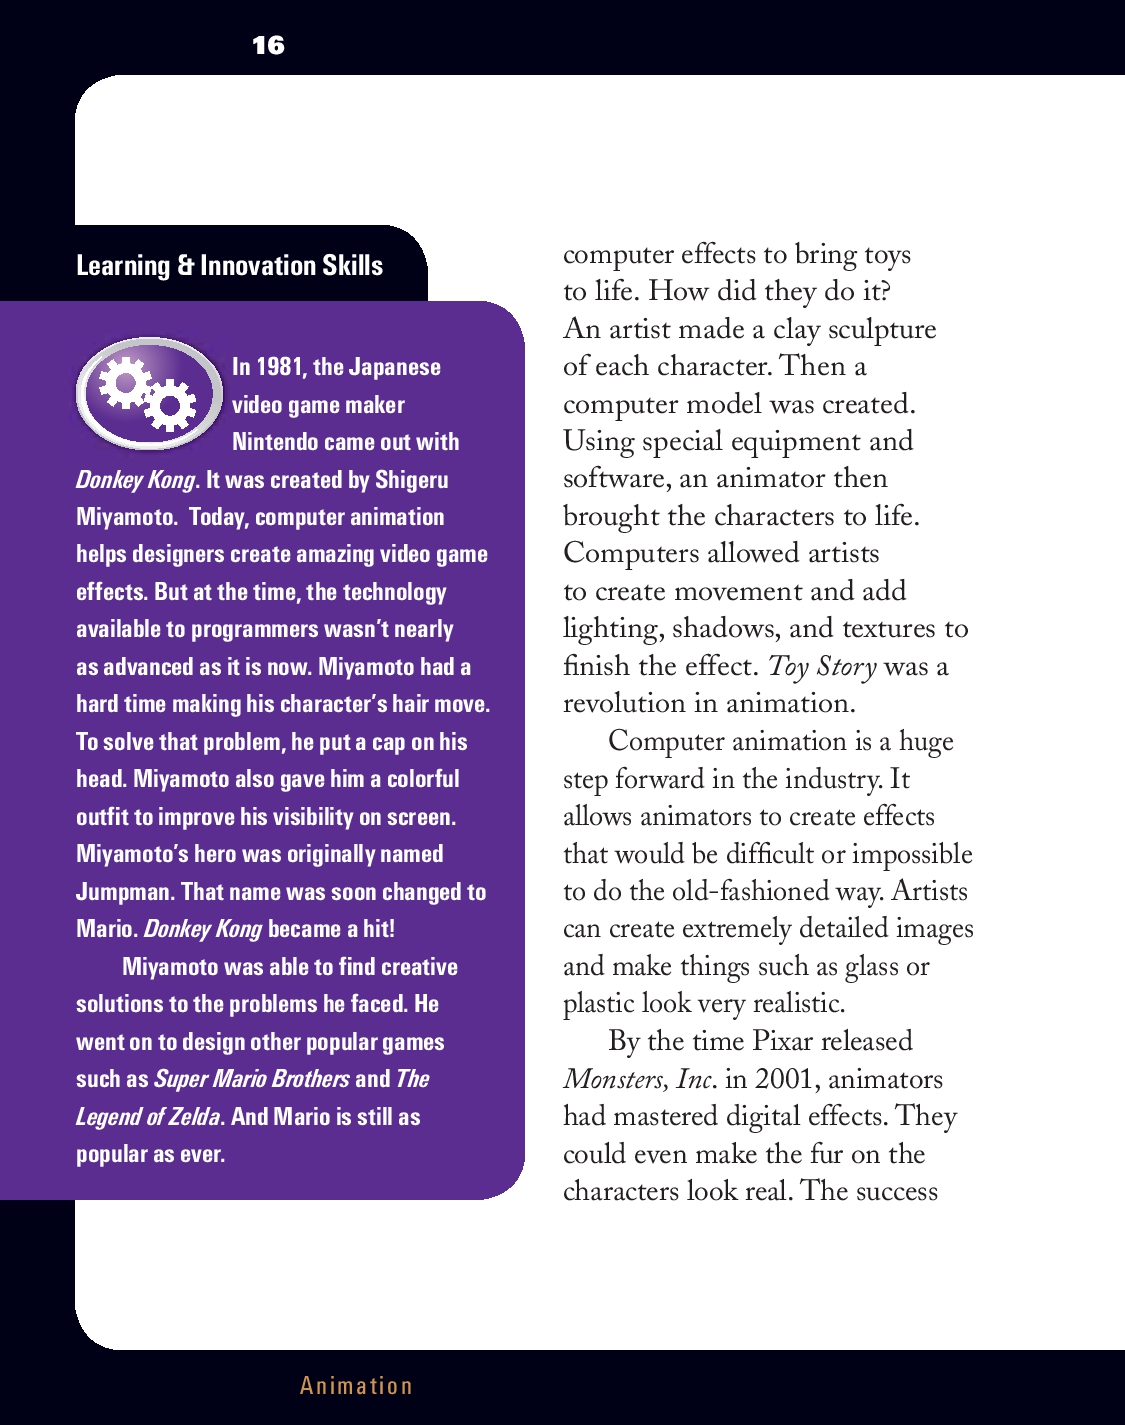 16
Learning & Innovation Skills
In 1981, the Japanese
video game maker
Nintendo came out with
Donkey Kong. It was created by Shigeru
Miyamoto.  Today, computer animation
helps designers create amazing video game
effects. But at the time, the technology
available to programmers wasn’t nearly
as advanced as it is now. Miyamoto had a
hard time making his character’s hair move.
To solve that problem, he put a cap on his
head. Miyamoto also gave him a colorful
outfit to improve his visibility on screen.
Miyamoto’s hero was originally named
Jumpman. That name was soon changed to
Mario. Donkey Kong became a hit!
Miyamoto was able to find creative
solutions to the problems he faced. He
went on to design other popular games
such as Super Mario Brothers and The
Legend of Zelda. And Mario is still as
popular as ever.
computer effects to bring toys
to life. How did they do it?
An artist made a clay sculpture
of each character. Then a
computer model was created.
Using special equipment and
software, an animator then
brought the characters to life.
Computers allowed artists
to create movement and add
lighting, shadows, and textures to
finish the effect. Toy Story was a
revolution in animation.
Computer animation is a huge
step forward in the industry. It
allows animators to create effects
that would be difficult or impossible
to do the old-fashioned way. Artists
can create extremely detailed images
and make things such as glass or
plastic look very realistic.
By the time Pixar released
Monsters, Inc. in 2001, animators
had mastered digital effects. They
could even make the fur on the
characters look real. The success
Animation